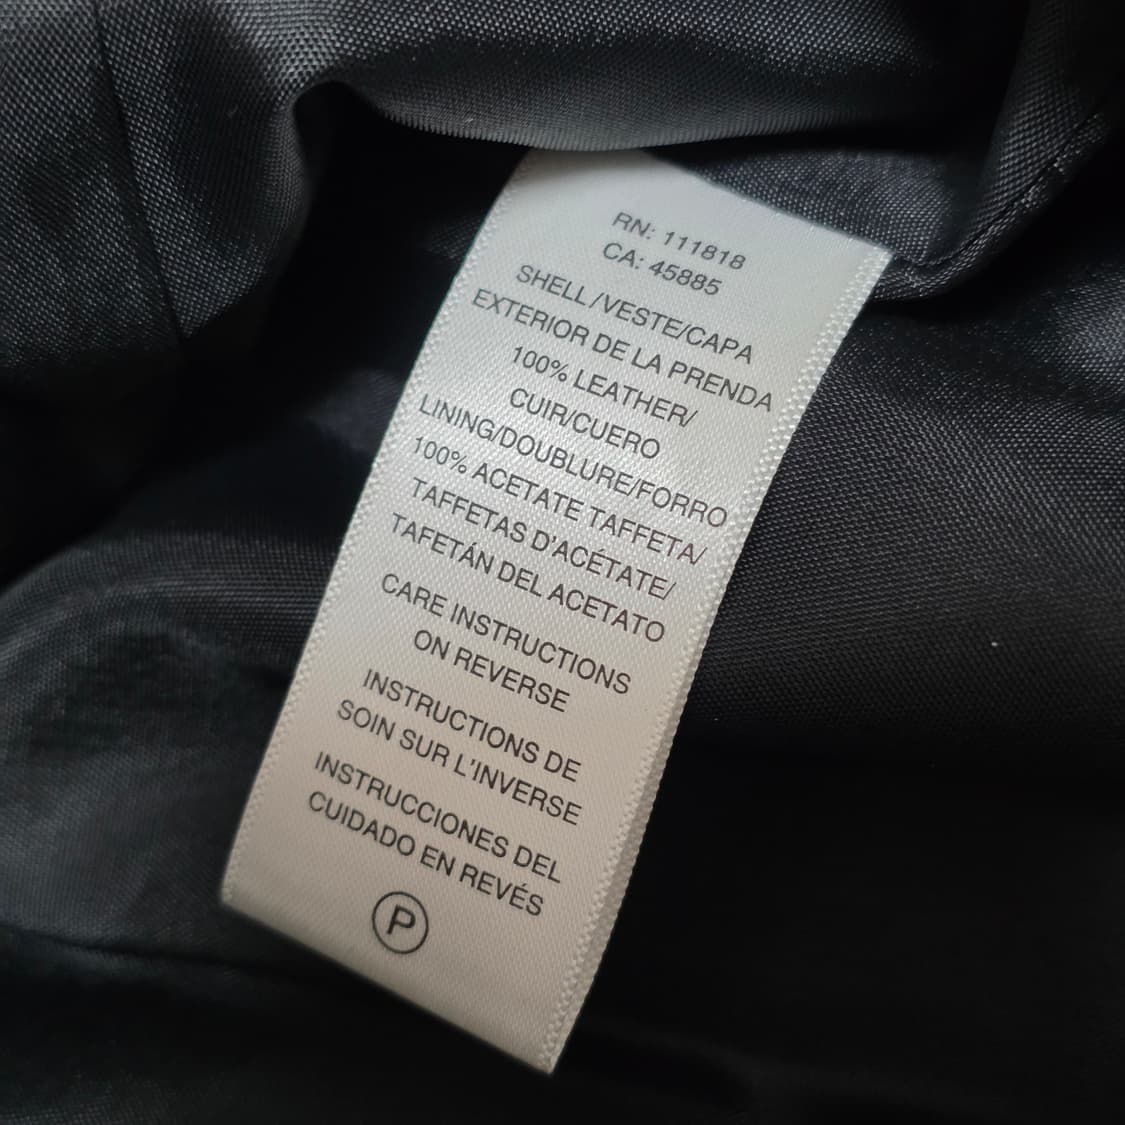 RN: 111818
CA: 45885
SHELL/VESTE/CAPA
EXTERIOR DE LA PRENDA
100% LEATHER/
CUIR/CUERO
LINING/DOUBLURE/FORRO
100% ACETATE TAFFETA/
TAFFETAS D'ACÉTATE/
TAFETÁN DEL ACETATO
CARE INSTRUCTIONS
ON REVERSE
INSTRUCTIONS DE
SOIN SUR L'INVERSE
INSTRUCCIONES DEL
CUIDADO EN REVÉS
P